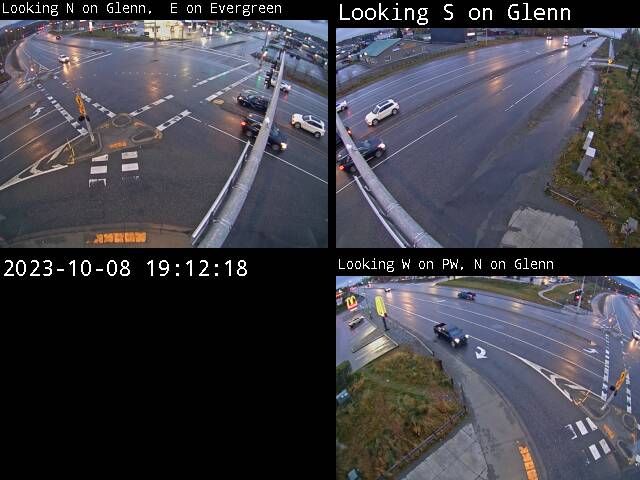 Looking N on Glenn,  E on Evergreen
Looking S on Glenn
2023-10-08 19:12:18
Looking W on PW, N on Glenn